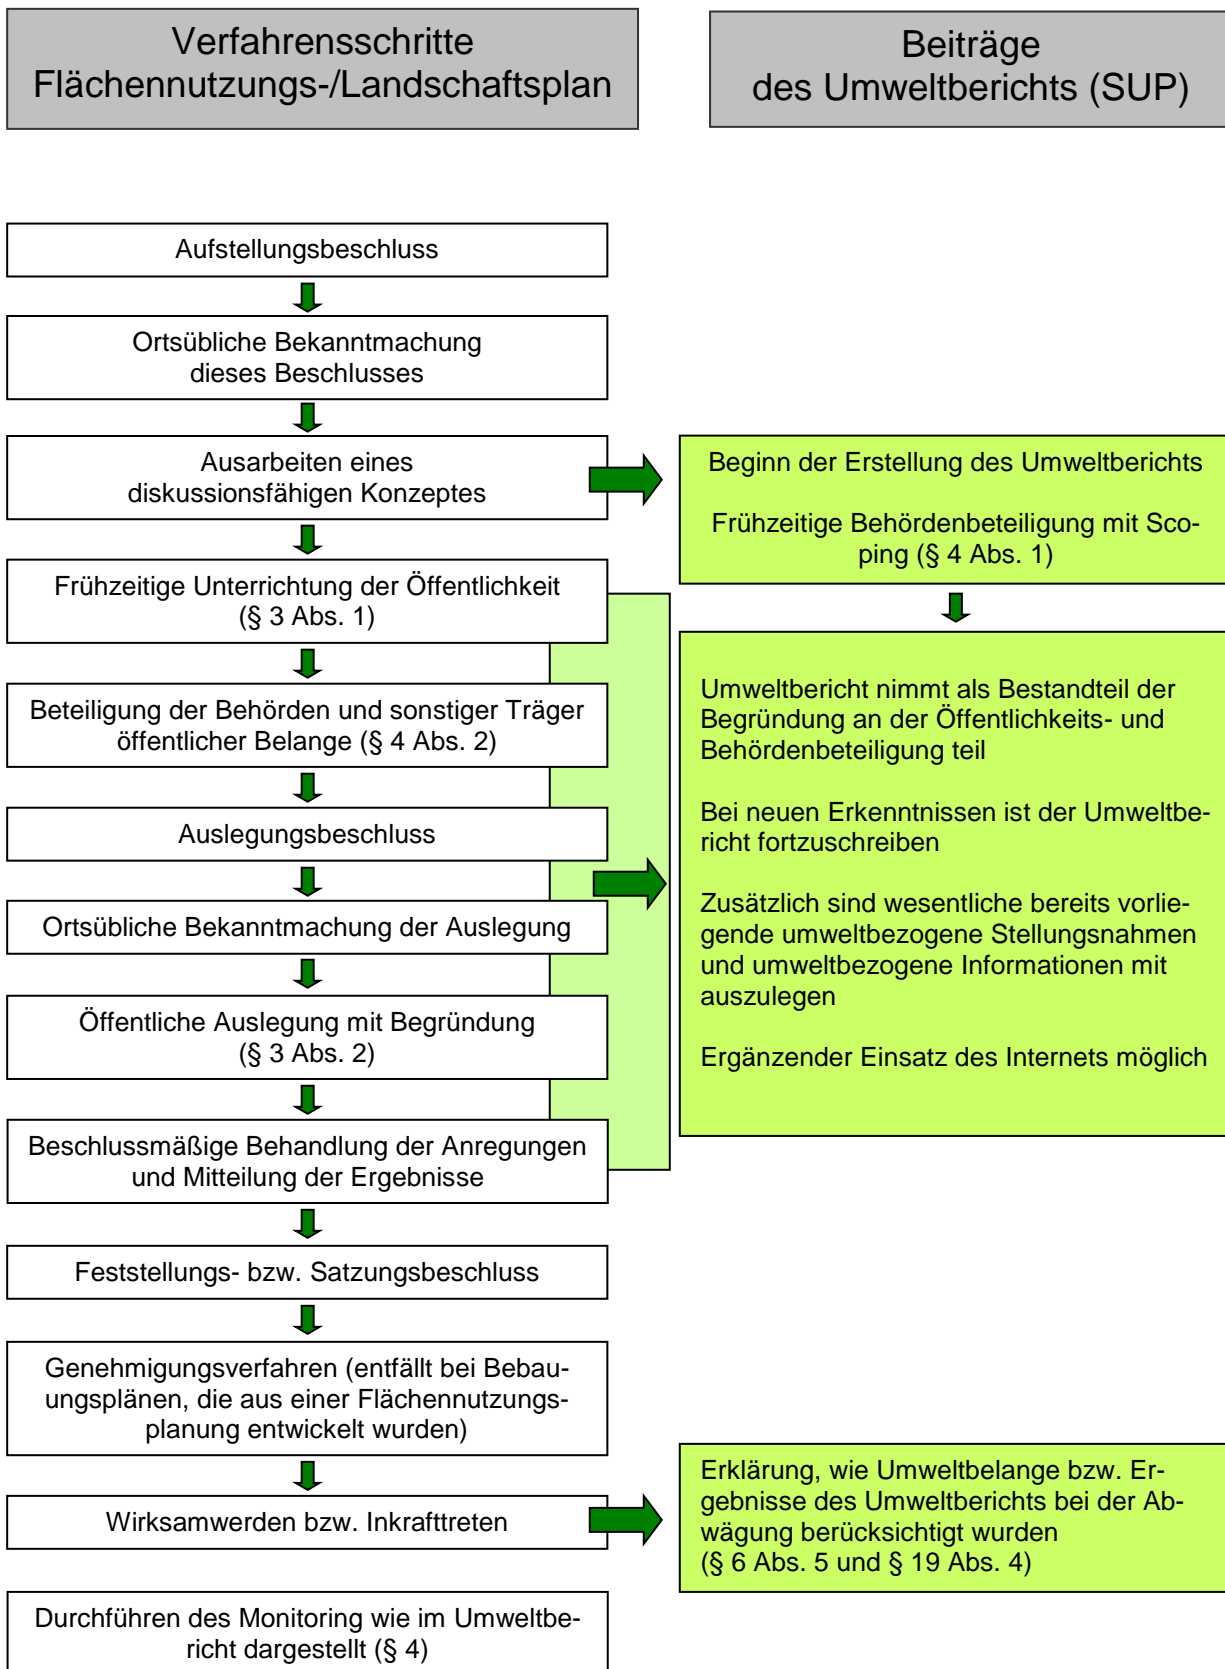 Verfahrensschritte
Flächennutzungs-/Landschaftsplan
Beiträge
des Umweltberichts (SUP)
Aufstellungsbeschluss
Ortsübliche Bekanntmachung
dieses Beschlusses
Ausarbeiten eines
diskussionsfähigen Konzeptes
Beginn der Erstellung des Umweltberichts
Frühzeitige Behördenbeteiligung mit Sco-
ping (§ 4 Abs. 1)
Frühzeitige Unterrichtung der Öffentlichkeit
(§ 3 Abs. 1)
Beteiligung der Behörden und sonstiger Träger
öffentlicher Belange (§ 4 Abs. 2)
Auslegungsbeschluss
Ortsübliche Bekanntmachung der Auslegung
Öffentliche Auslegung mit Begründung
(§ 3 Abs. 2)
Beschlussmäßige Behandlung der Anregungen
und Mitteilung der Ergebnisse
Umweltbericht nimmt als Bestandteil der
Begründung an der Öffentlichkeits- und
Behördenbeteiligung teil
Bei neuen Erkenntnissen ist der Umweltbe-
richt fortzuschreiben
Zusätzlich sind wesentliche bereits vorlie-
gende umweltbezogene Stellungsnahmen
und umweltbezogene Informationen mit
auszulegen
Ergänzender Einsatz des Internets möglich
Feststellungs- bzw. Satzungsbeschluss
Genehmigungsverfahren (entfällt bei Bebau-
ungsplänen, die aus einer Flächennutzungs-
planung entwickelt wurden)
Wirksamwerden bzw. Inkrafttreten
Erklärung, wie Umweltbelange bzw. Er-
gebnisse des Umweltberichts bei der Ab-
wägung berücksichtigt wurden
(§ 6 Abs. 5 und § 19 Abs. 4)
Durchführen des Monitoring wie im Umweltbe-
richt dargestellt (§ 4)